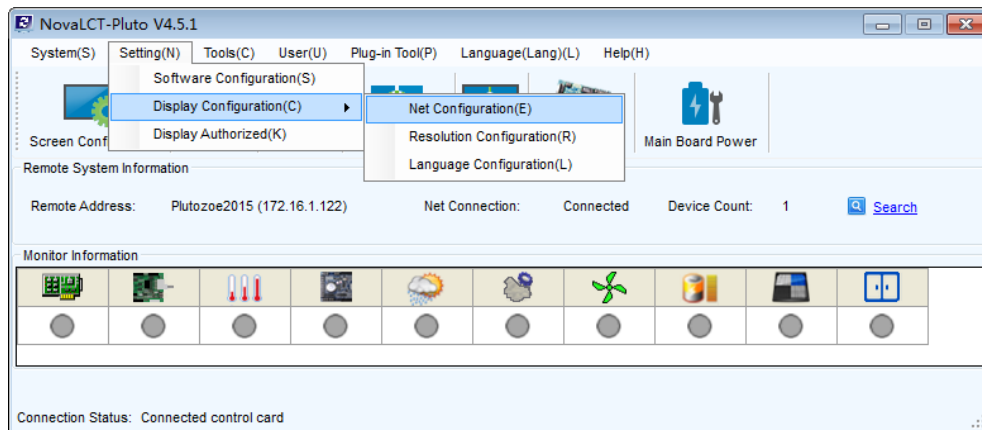 NovaLCT-Pluto V4.5.1
System(S) Setting(N) Tools(C) User(U) Plug-in Tool(P) Language(Lang)(L) Help(H)
Software Configuration(S)
Display Configuration(C)
Display Authorized(K)
Net Configuration(E)
Resolution Configuration(R)
Language Configuration(L)
Screen Conf
Main Board Power
Remote System Information
Remote Address: Plutozoe2015 (172.16.1.122) Net Connection: Connected Device Count: 1 Search
Monitor Information
Connection Status: Connected control card